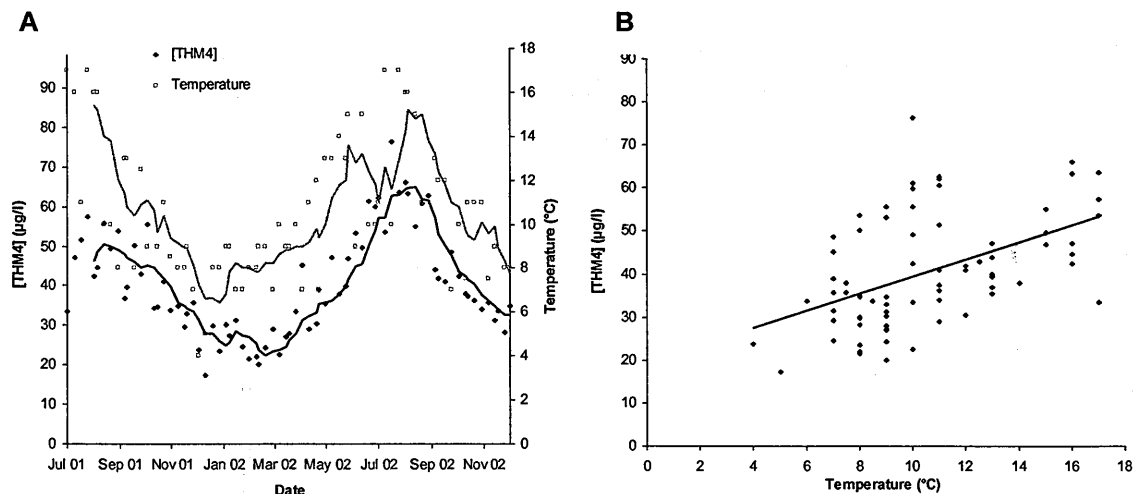 A
B
[THM4]
Temperature
[THM4] (µg/l)
90
80
70
60
50
40
30
20
10
0
18
16
14
12
10
8
6
4
2
0
Temperature (°C)
Jul 01 Sep 01 Nov 01 Jan 02 Mar 02 May 02 Jul 02 Sep 02 Nov 02
Date
[THM4] (µg/l)
90
80
70
60
50
40
30
20
10
0
0 2 4 6 8 10 12 14 16 18
Temperature (°C)